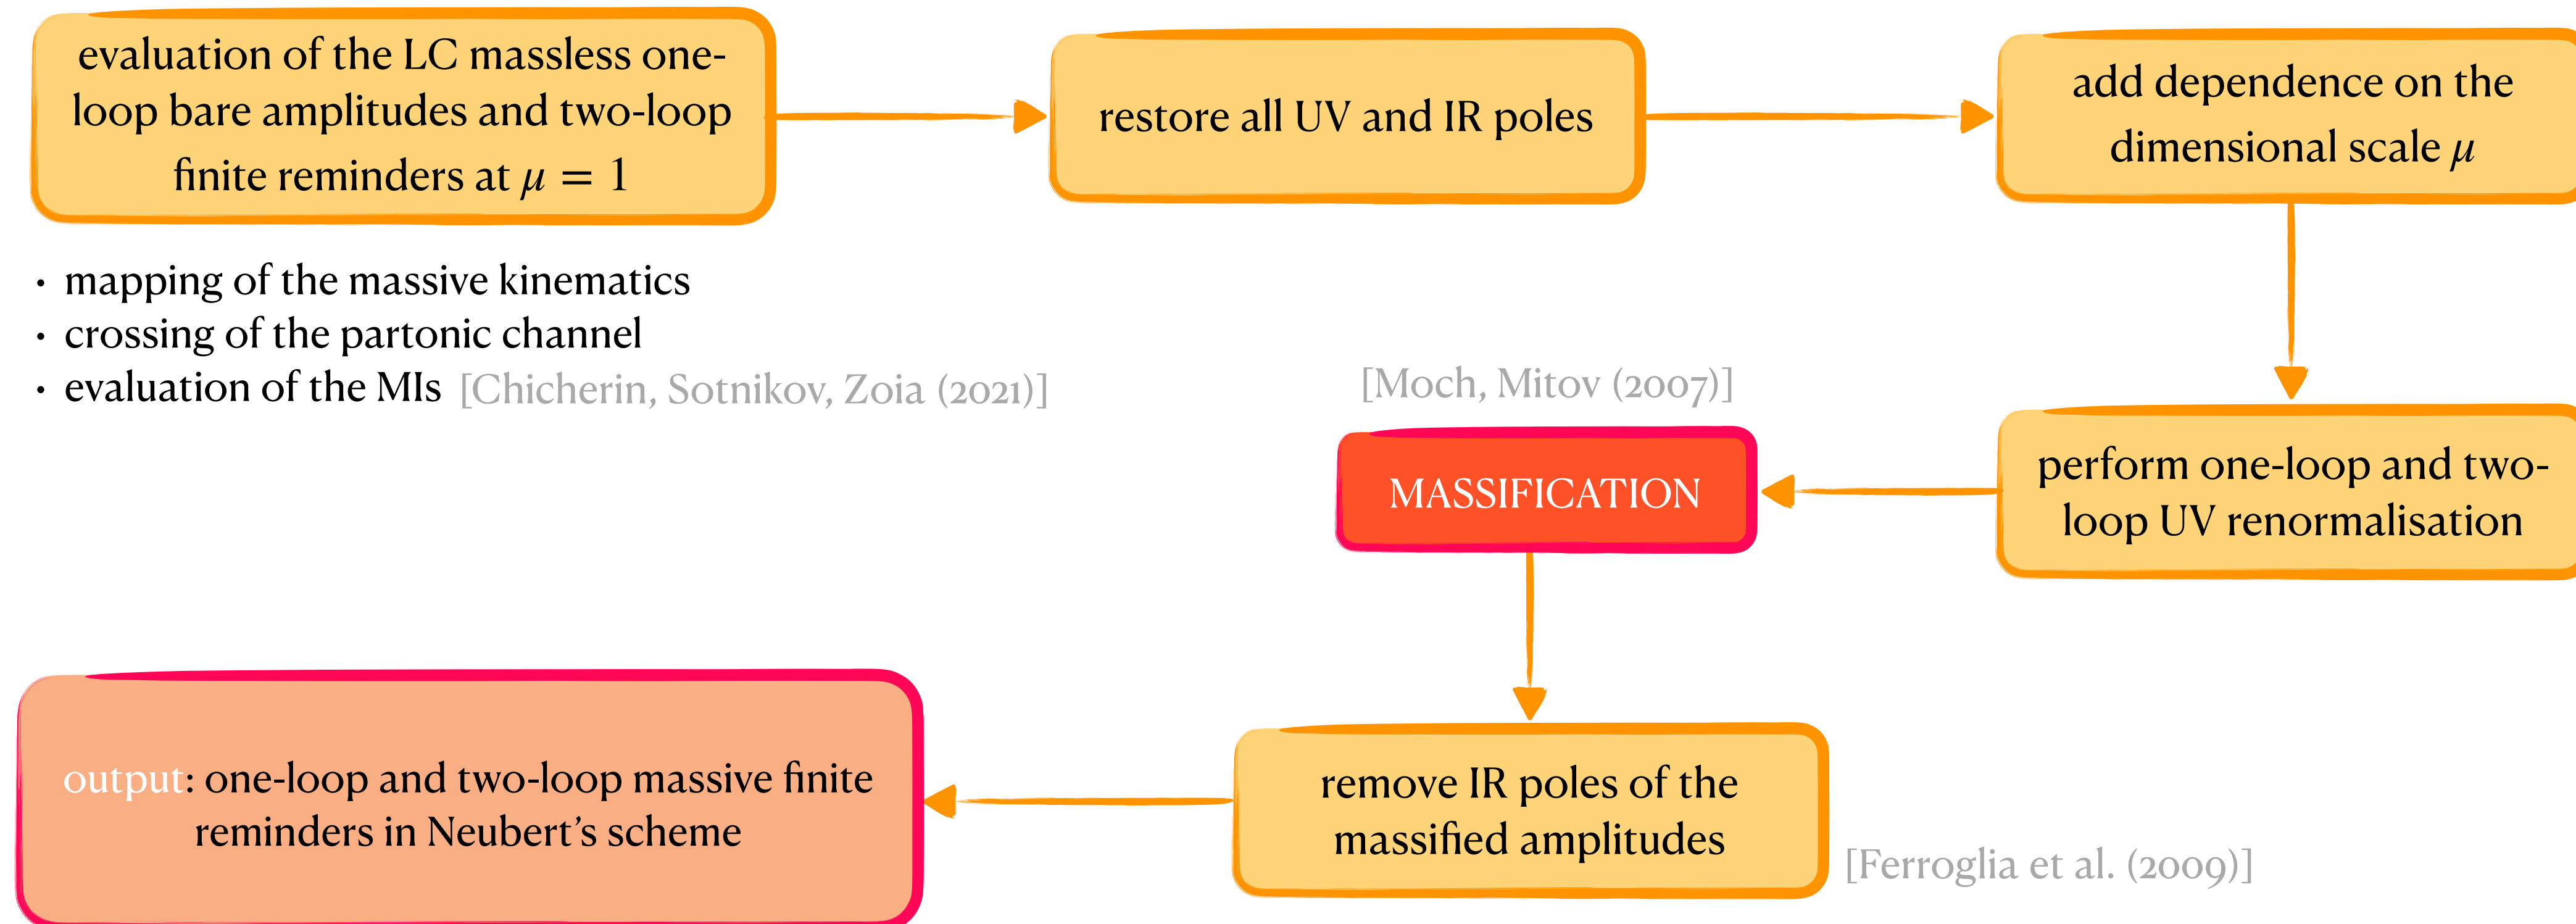 evaluation of the LC massless one-
loop bare amplitudes and two-loop
finite reminders at μ = 1
restore all UV and IR poles
add dependence on the
dimensional scale μ
• mapping of the massive kinematics
• crossing of the partonic channel
• evaluation of the MIs [Chicherin, Sotnikov, Zoia (2021)]
[Moch, Mitov (2007)]
perform one-loop and two-
loop UV renormalisation
MASSIFICATION
remove IR poles of the
massified amplitudes
[Ferroglia et al. (2009)]
output: one-loop and two-loop massive finite
reminders in Neubert’s scheme